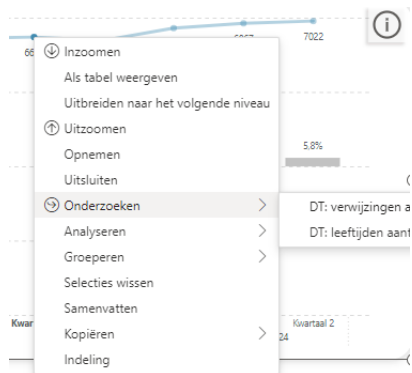 7022
Inzoomen
Als tabel weergeven
Uitbreiden naar het volgende niveau
Uitzoomen
Opnemen
5,8%
Uitsluiten
Onderzoeken
DT: verwijzingen
Analyseren
DT: leeftijden
Groeperen
Selecties wissen
Samenvatten
Kwartaal 2
Kopiëren
24
Indeling